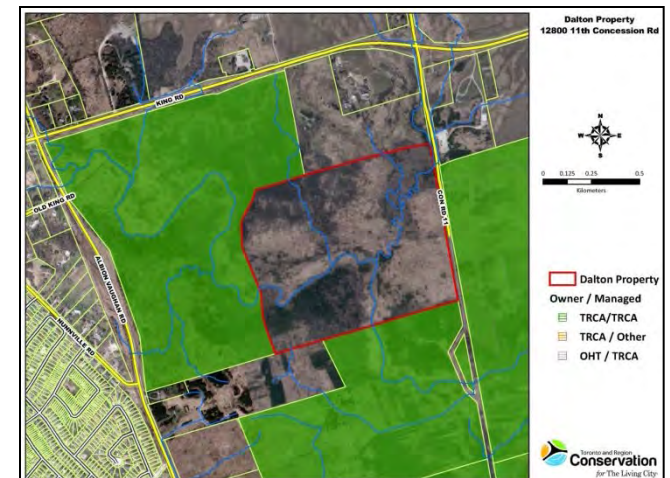 Dalton Property
12800 11th Concession Rd
N
W E
S
0 0.125 0.25 0.5
Kilometers
Dalton Property
Owner / Managed
TRCA/TRCA
TRCA / Other
OHT / TRCA
Toronto and Region
Conservation
for The Living City
KING RD
OLD KING RD
ALBION VAUGHAN RD
CON RD 11